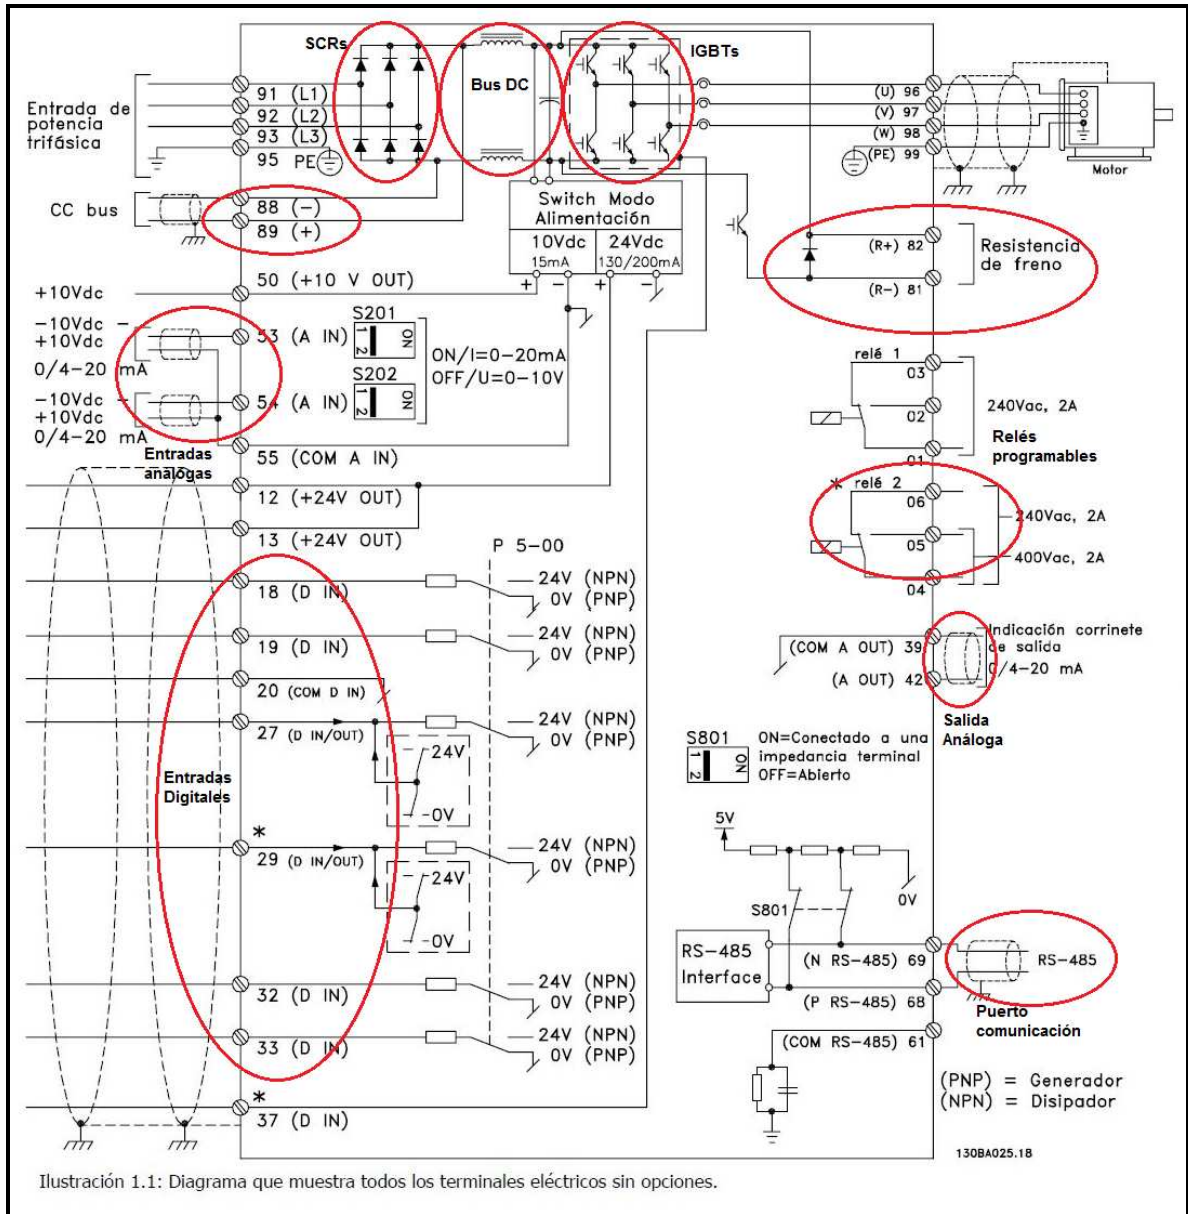 SCRs
Bus DC
IGBTs
Entrada de
potencia
trifásica
91 (L1)
92 (L2)
93 (L3)
95 PE
(U) 96
(V) 97
(W) 98
(PE) 99
Motor
CC bus
88 (-)
89 (+)
Switch Modo
Alimentación
10Vdc
15mA
24Vdc
130/200mA
+ - + -
(R+) 82
(R-) 81
Resistencia
de freno
+10Vdc
50 (+10 V OUT)
-10Vdc -
+10Vdc
0/4-20 mA
53 (A IN)
S201
1 2
ON
ON/I=0-20mA
OFF/U=0-10V
-10Vdc -
+10Vdc
0/4-20 mA
54 (A IN)
S202
1 2
ON
Entradas
análogas
55 (COM A IN)
12 (+24V OUT)
13 (+24V OUT)
relé 1
03
02
01
240Vac, 2A
Relés
programables
* relé 2
06
05
04
240Vac, 2A
400Vac, 2A
P 5-00
18 (D IN)
24V (NPN)
0V (PNP)
19 (D IN)
24V (NPN)
0V (PNP)
20 (COM D IN)
27 (D IN/OUT)
24V (NPN)
0V (PNP)
24V
0V
Entradas
Digitales
*
29 (D IN/OUT)
24V (NPN)
0V (PNP)
24V
0V
32 (D IN)
24V (NPN)
0V (PNP)
33 (D IN)
24V (NPN)
0V (PNP)
*
37 (D IN)
(COM A OUT) 39
(A OUT) 42
Indicación corrinete
de salida
0/4-20 mA
Salida
Análoga
S801
1 2
ON
ON=Conectado a una
impedancia terminal
OFF=Abierto
5V
S801
0V
RS-485
Interface
(N RS-485) 69
(P RS-485) 68
(COM RS-485) 61
RS-485
Puerto
comunicación
(PNP) = Generador
(NPN) = Disipador
130BA025.18
Ilustración 1.1: Diagrama que muestra todos los terminales eléctricos sin opciones.